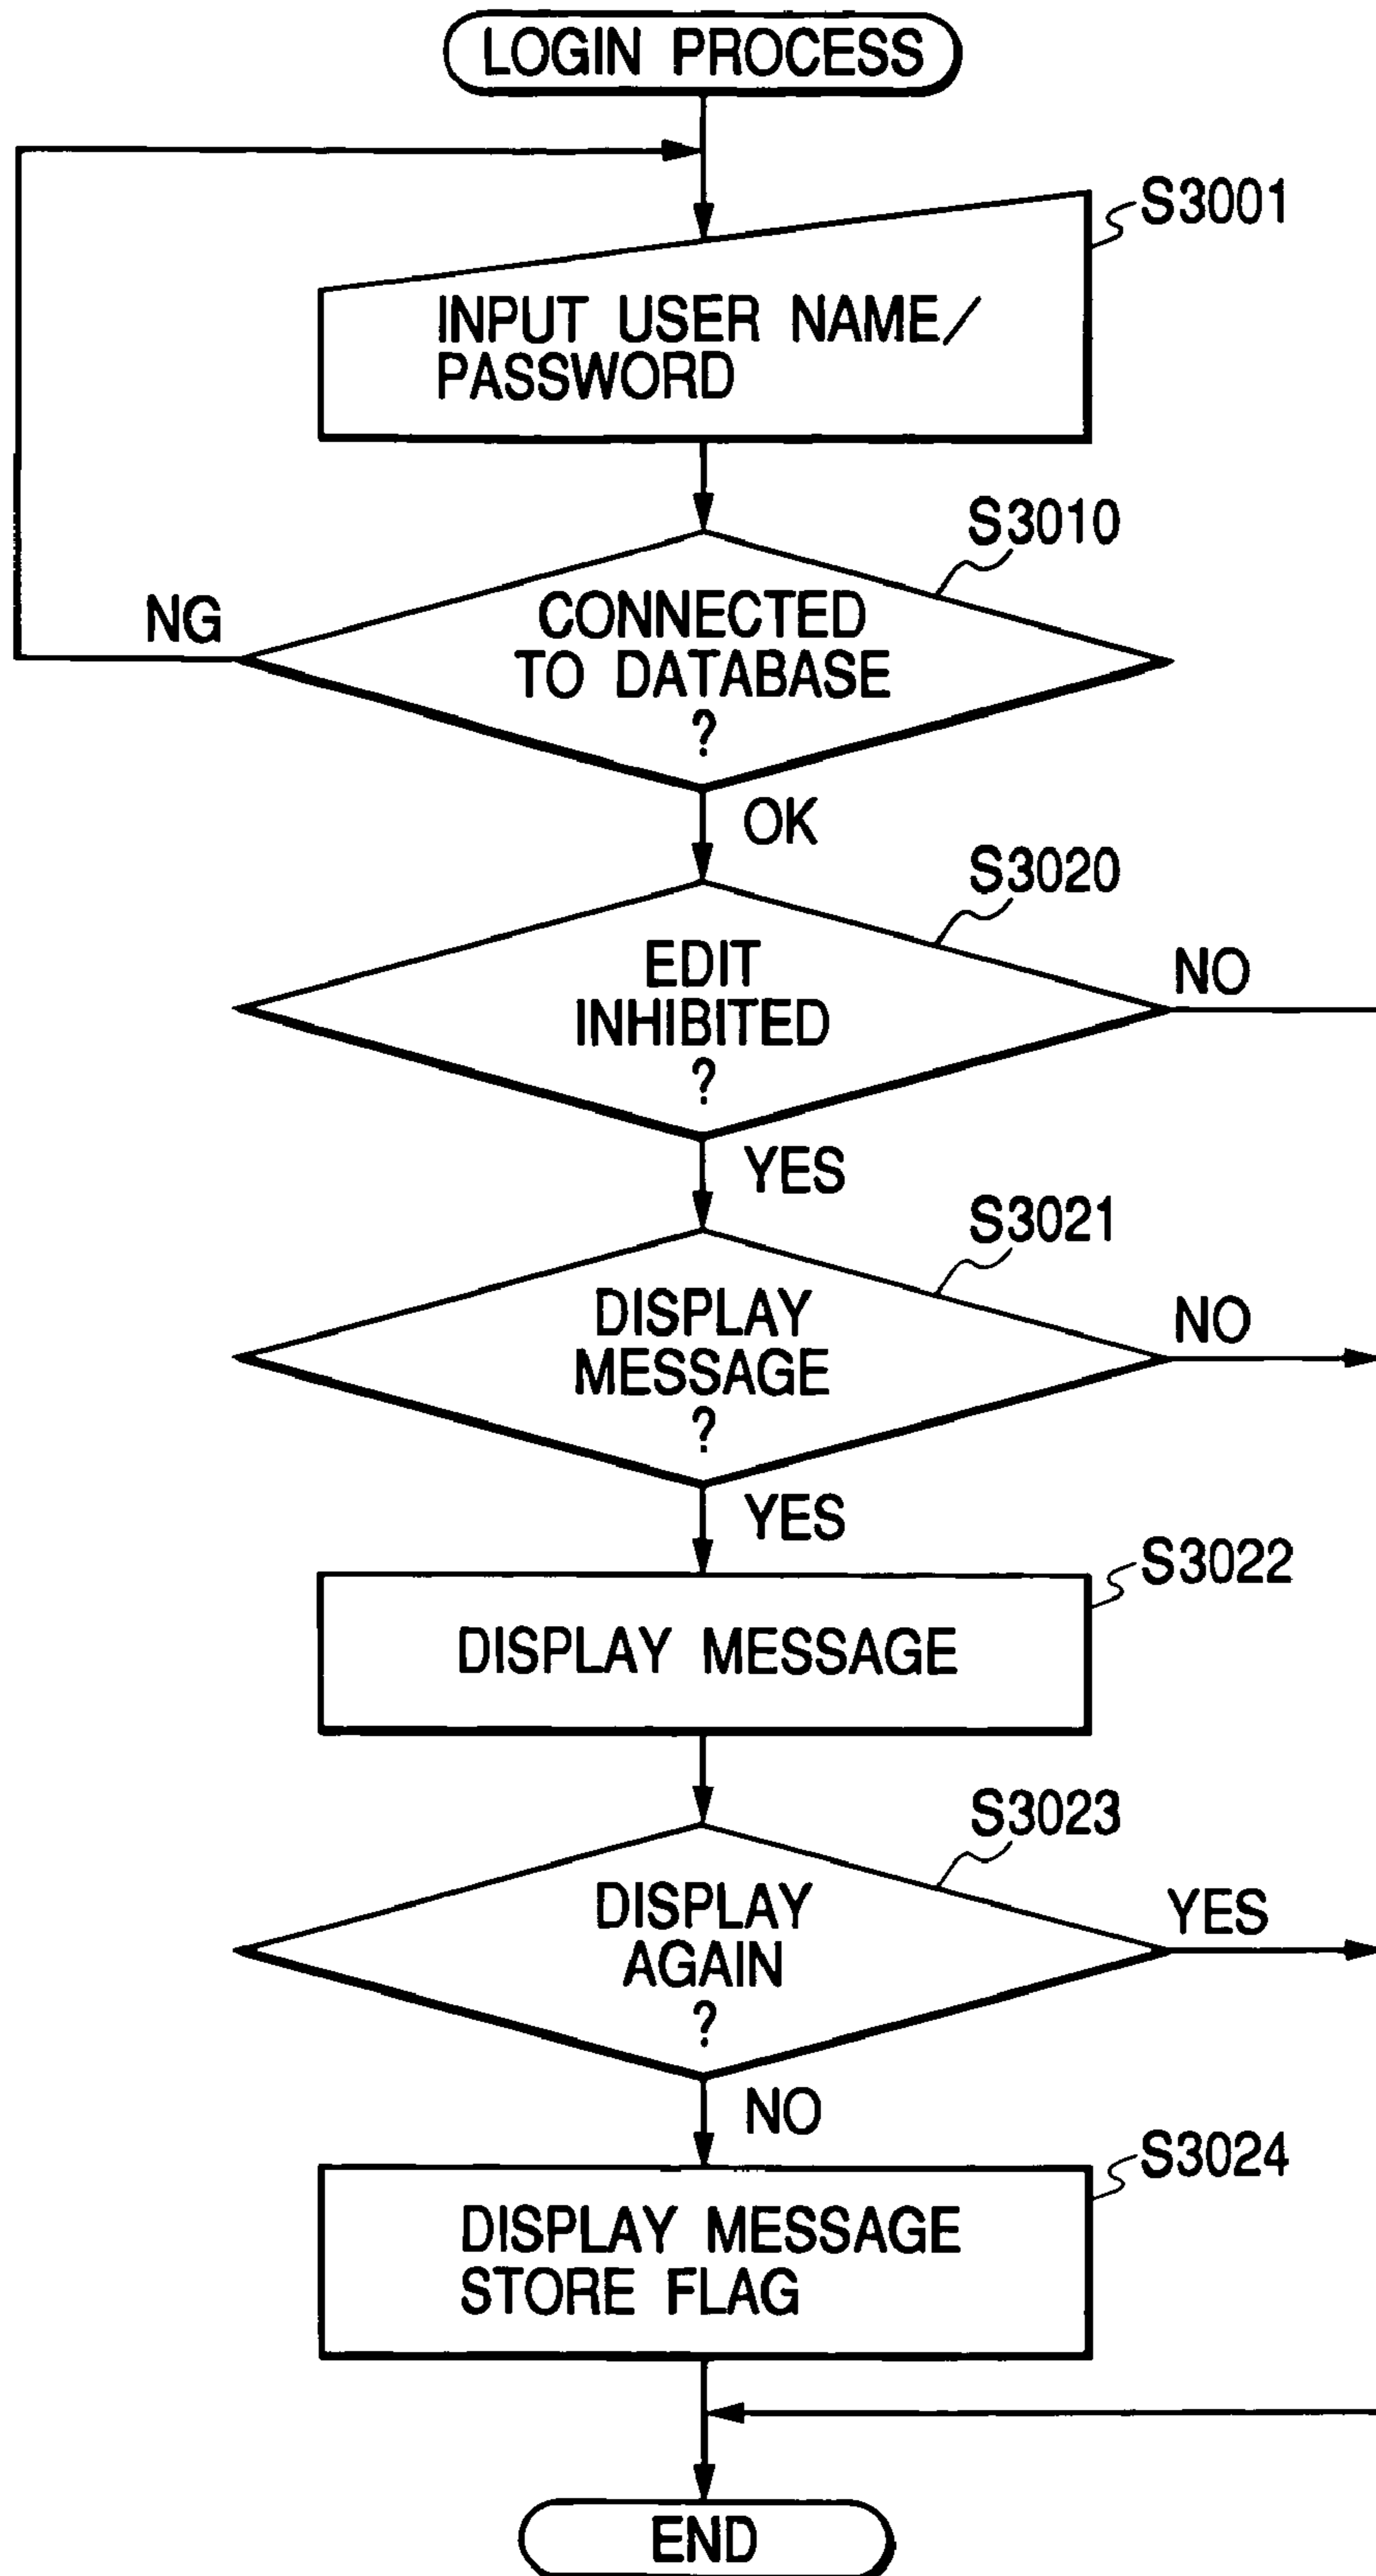 LOGIN PROCESS
S3001
INPUT USER NAME/
PASSWORD
S3010
NG
CONNECTED
TO DATABASE
?
OK
S3020
EDIT
INHIBITED
?
NO
YES
S3021
DISPLAY
MESSAGE
?
NO
YES
S3022
DISPLAY MESSAGE
S3023
DISPLAY
AGAIN
?
YES
NO
S3024
DISPLAY MESSAGE
STORE FLAG
END